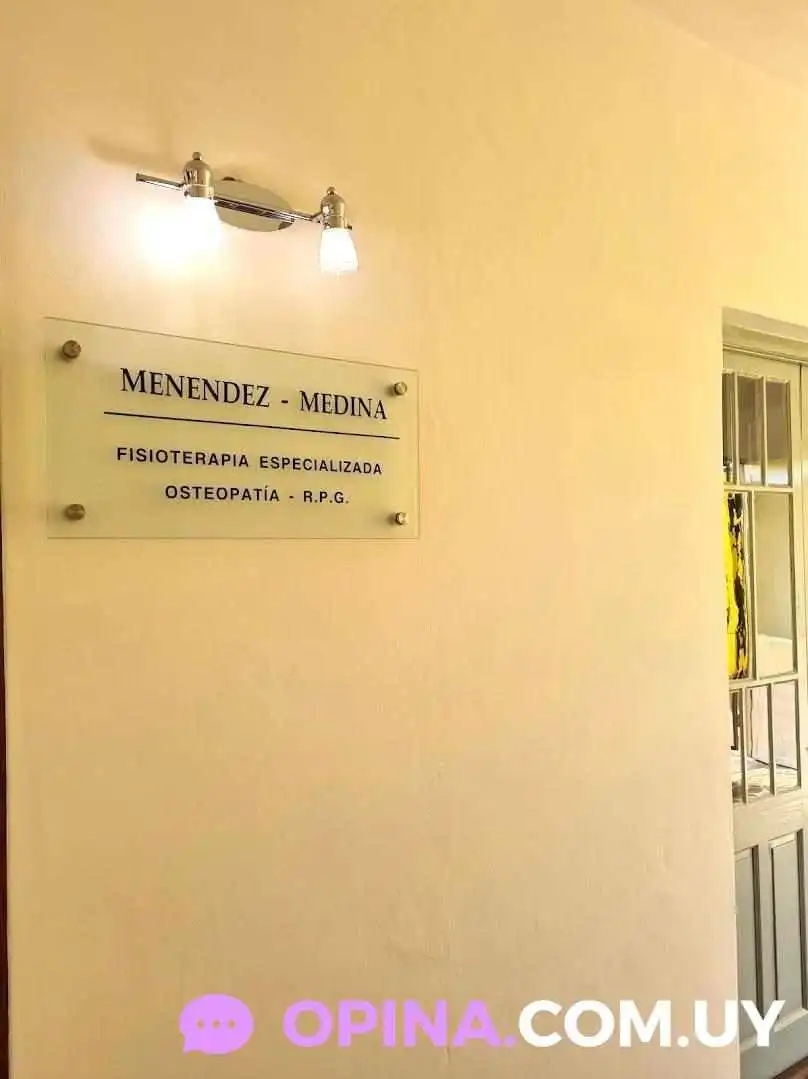 MENENDEZ - MEDINA
FISIOTERAPIA ESPECIALIZADA
OSTEOPATÍA - R.P.G.
OPINA.COM.UY